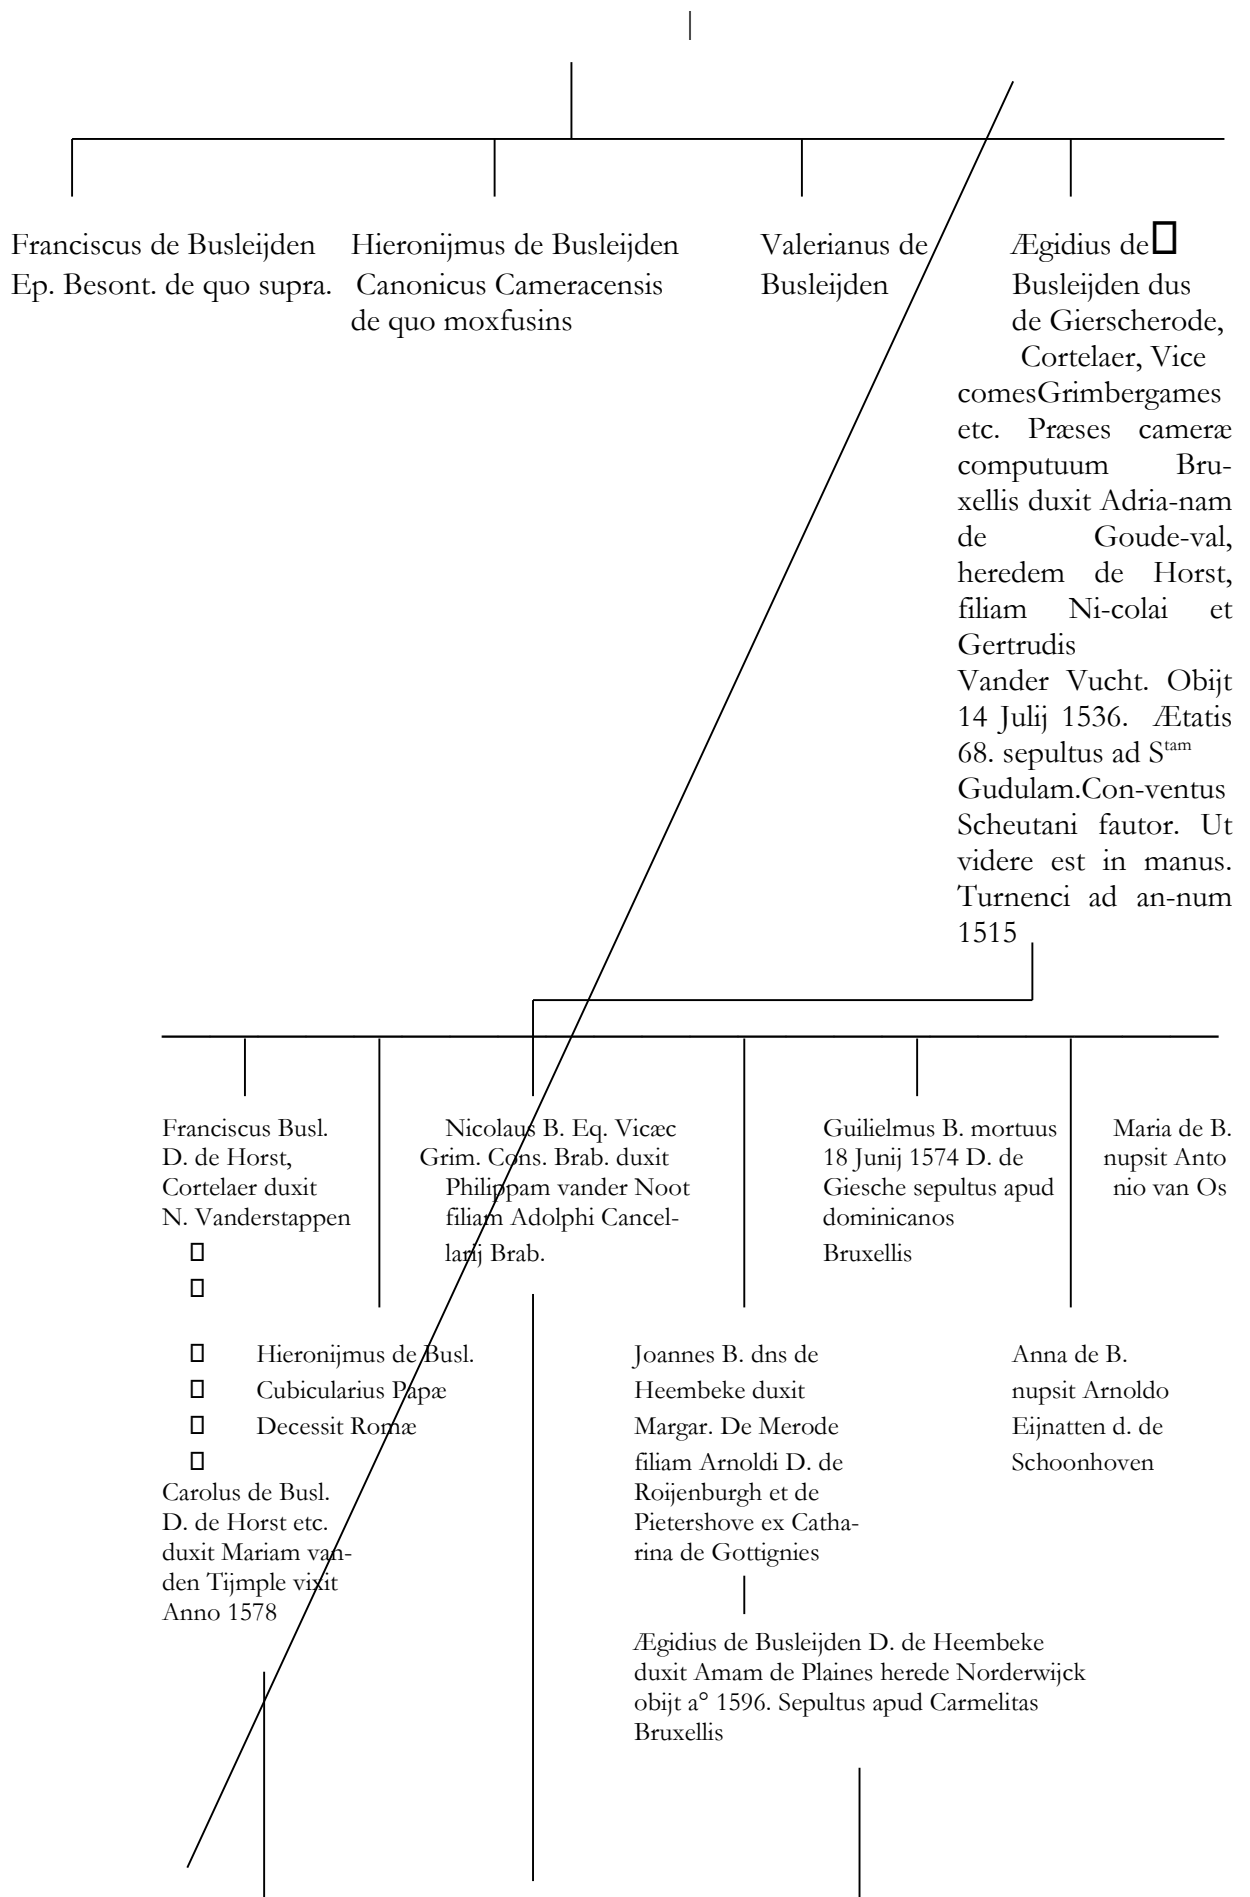 Franciscus de Busleijden
Ep. Besont. de quo supra.
Hieronijmus de Busleijden
Canonicus Cameracensis
de quo moxfusins
Valerianus de
Busleijden
Ægidius de
Busleijden dus
de Gierscherode,
Cortelaer, Vice
comesGrimbergames
etc. Præses cameræ
computuum Bru-
xellis duxit Adria-nam
de Goude-val,
heredem de Horst,
filiam Ni-colai et
Gertrudis
Vander Vucht. Obijt
14 Julij 1536. Ætatis
68. sepultus ad Stam
Gudulam.Con-ventus
Scheutani fautor. Ut
videre est in manus.
Turnenci ad an-num
1515
Franciscus Busl.
D. de Horst,
Cortelaer duxit
N. Vanderstappen
Nicolaus B. Eq. Vicæc
Grim. Cons. Brab. duxit
Philippam vander Noot
filiam Adolphi Cancel-
larij Brab.
Guilielmus B. mortuus
18 Junij 1574 D. de
Giesche sepultus apud
dominicanos
Bruxellis
Maria de B.
nupsit Anto
nio van Os
Hieronijmus de Busl.
Cubicularius Papæ
Decessit Romæ
Joannes B. dns de
Heembeke duxit
Margar. De Merode
filiam Arnoldi D. de
Roijenburgh et de
Pietershove ex Catha-
rina de Gottignies
Anna de B.
nupsit Arnoldo
Eijnatten d. de
Schoonhoven
Carolus de Busl.
D. de Horst etc.
duxit Mariam van-
den Tijmple vixit
Anno 1578
Ægidius de Busleijden D. de Heembeke
duxit Amam de Plaines herede Norderwijck
obijt a° 1596. Sepultus apud Carmelitas
Bruxellis